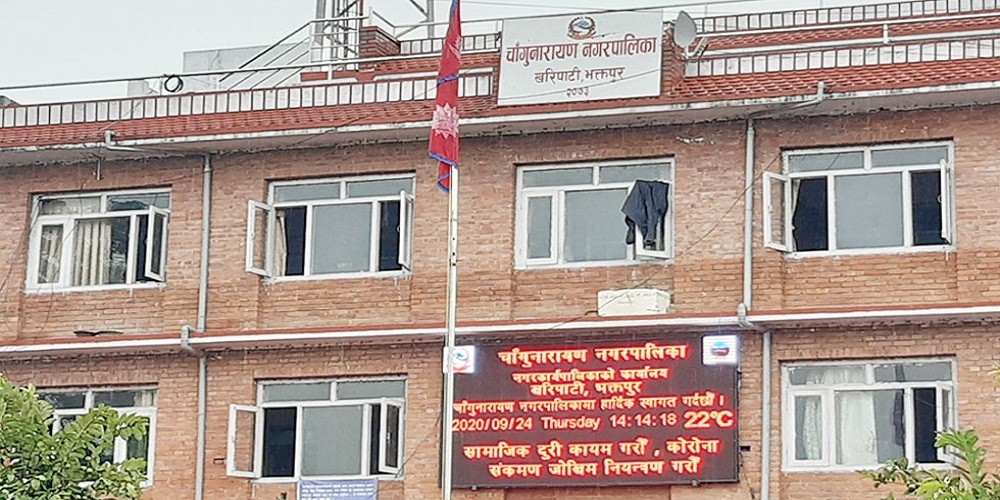 चाँगुनारायण नगरपालिका
खरिपाटी, भक्तपुर
२०७३
चाँगुनारायण नगरपालिका
नगरकार्यपालिकाको कार्यालय
खरिपाटी, भक्तपुर
चाँगुनारायण नगरपालिकामा हार्दिक स्वागत गर्दछौं ।
2020/09/24 Thursday 14:14:18 22°C
सामाजिक दुरी कायम गरौं , कोरोना
संक्रमण जोखिम नियन्त्रण गरौं